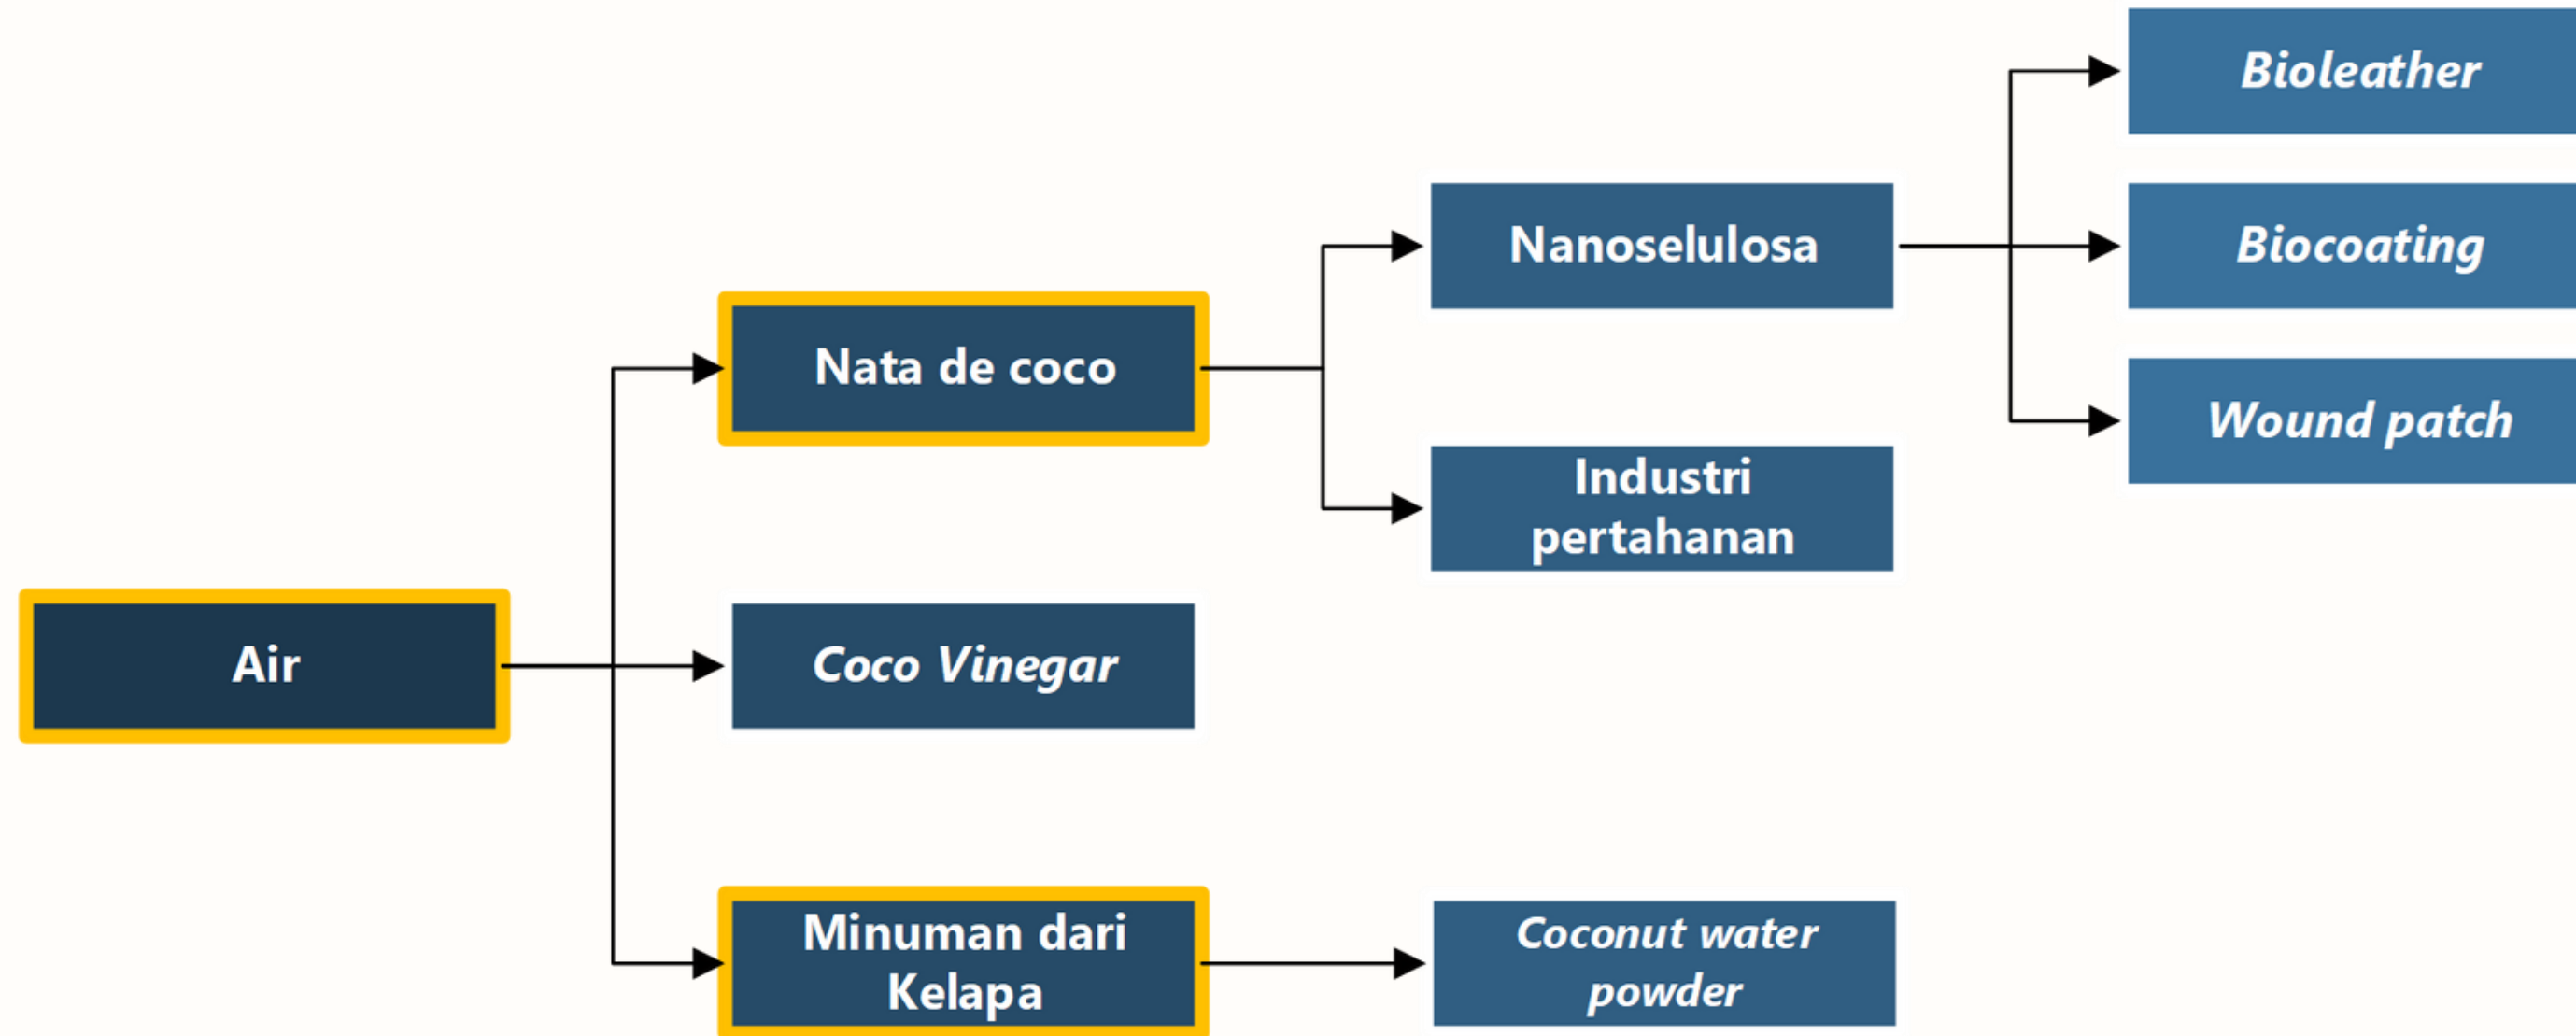 Bioleather
Nanoselulosa
Biocoating
Nata de coco
Wound patch
Industri
pertahanan
Air
Coco Vinegar
Minuman dari
Kelapa
Coconut water
powder